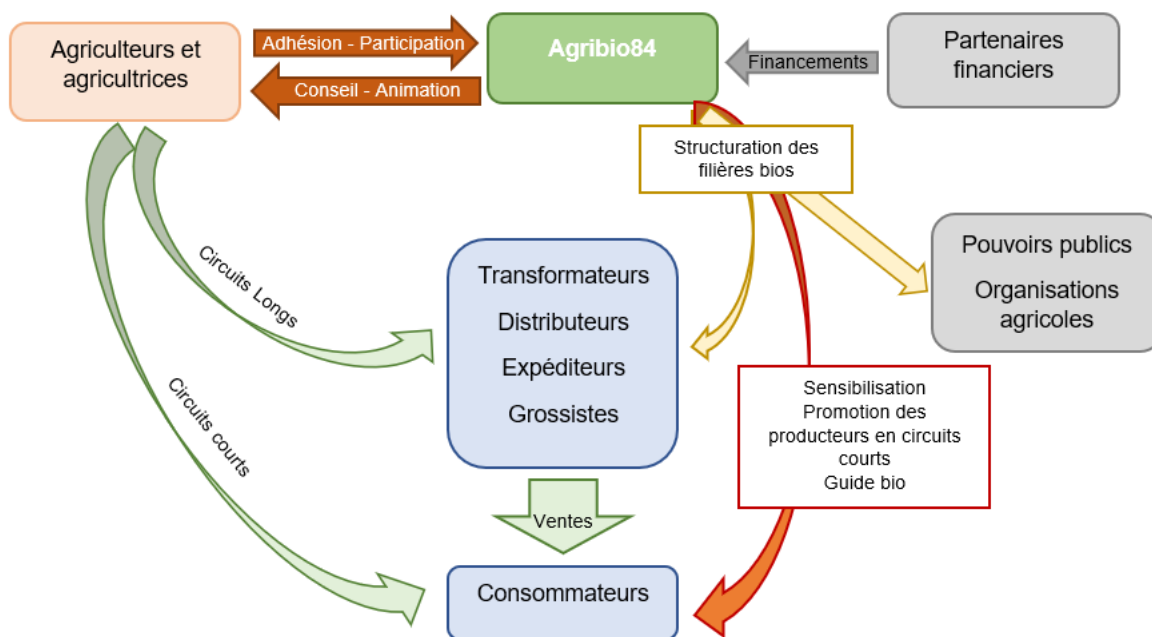 Agriculteurs et
agricultrices
Adhésion - Participation
Conseil - Animation
Agribio84
Financements
Partenaires
financiers
Structuration des
filières bios
Pouvoirs publics
Organisations
agricoles
Circuits Longs
Circuits courts
Transformateurs
Distributeurs
Expéditeurs
Grossistes
Sensibilisation
Promotion des
producteurs en circuits
courts
Guide bio
Ventes
Consommateurs